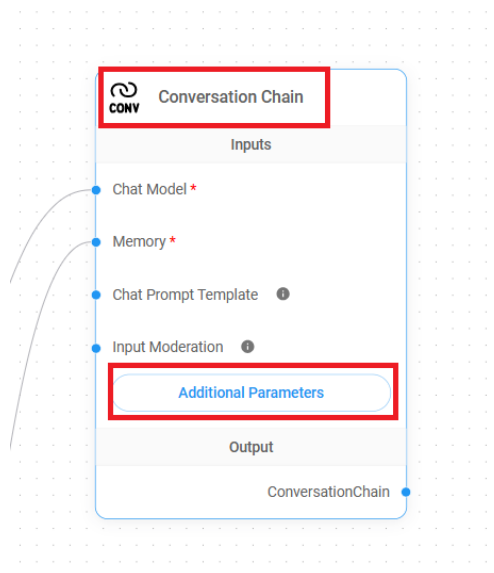 CONV
Conversation Chain
Inputs
Chat Model *
Memory *
Chat Prompt Template
Input Moderation
Additional Parameters
Output
ConversationChain